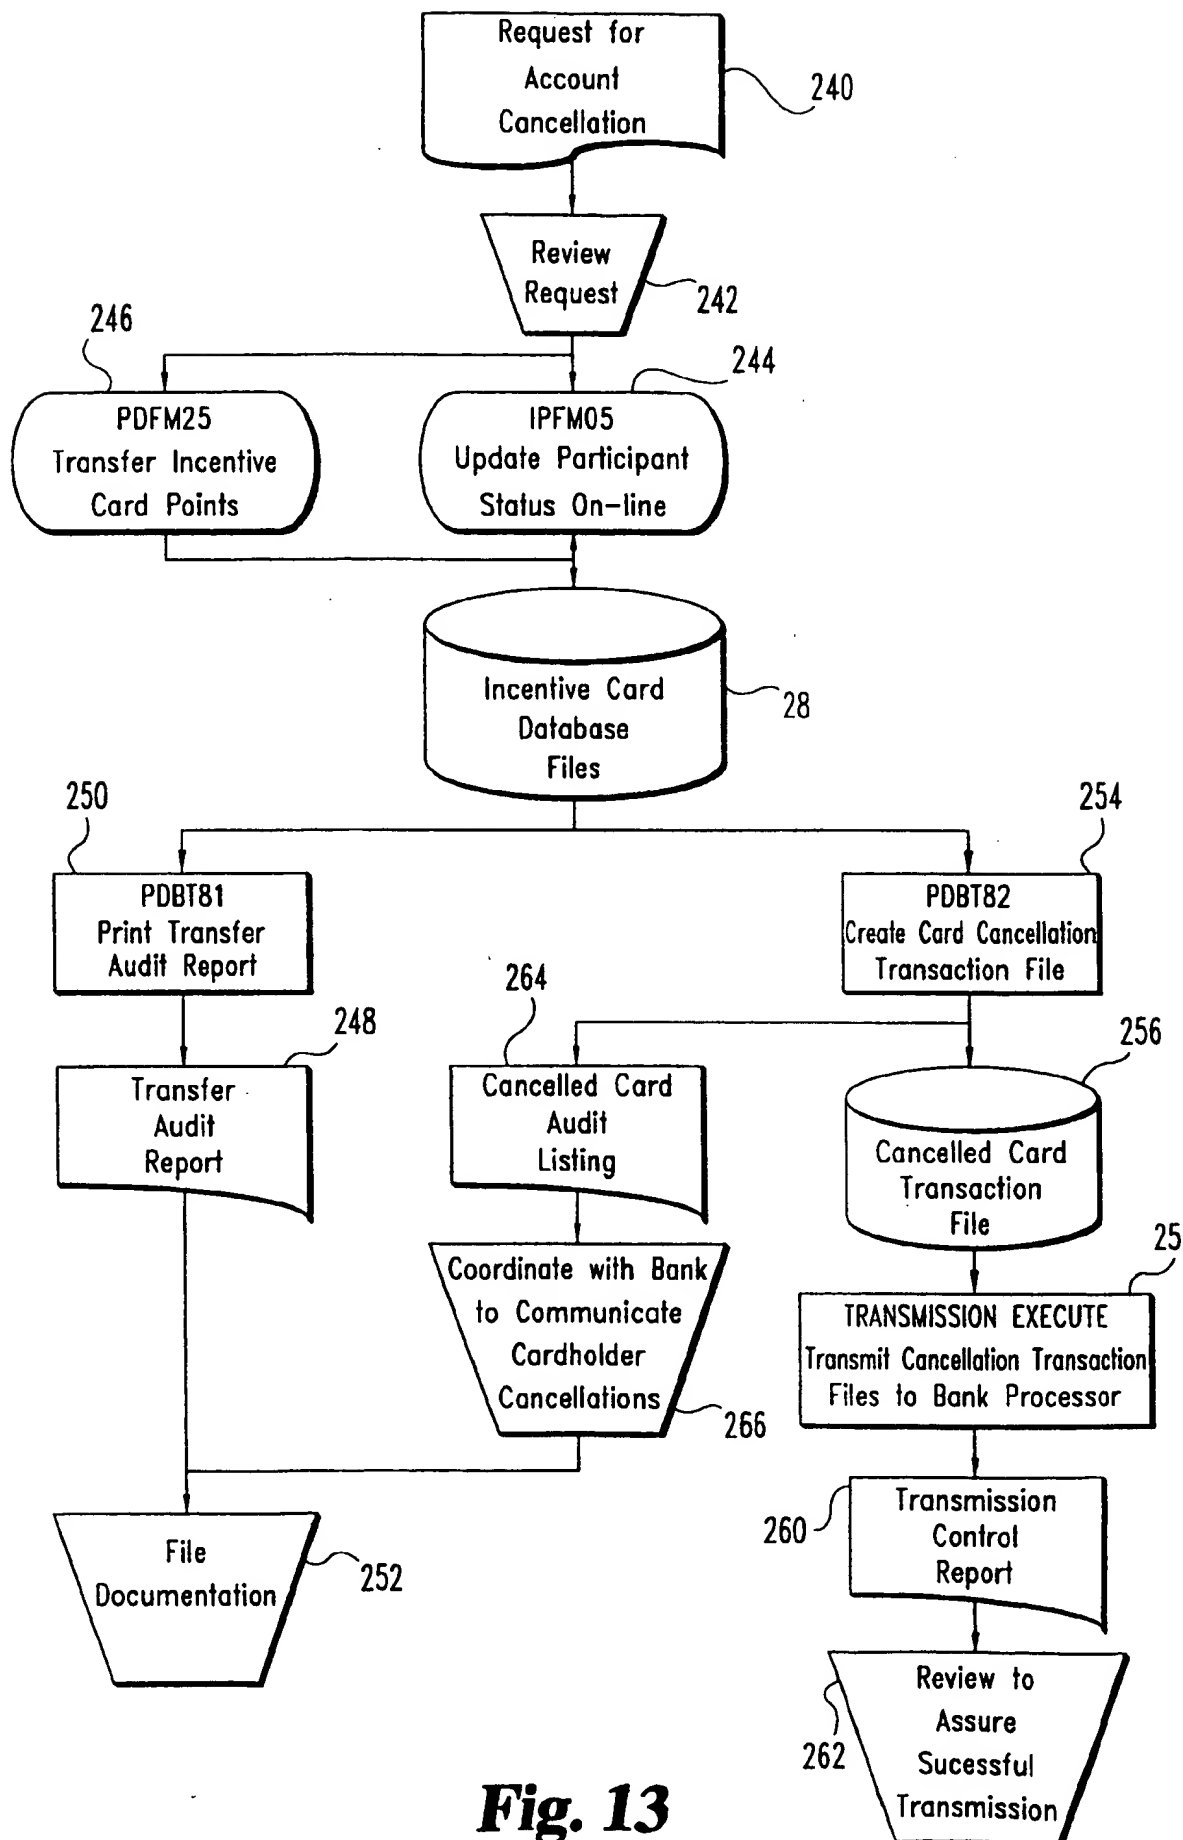 Request for
Account
Cancellation
240
Review
Request
242
246
244
PDFM25
Transfer Incentive
Card Points
IPFM05
Update Participant
Status On-line
Incentive Card
Database
Files
28
250
254
PDBT81
Print Transfer
Audit Report
PDBT82
Create Card Cancellation
Transaction File
264
248
256
Transfer
Audit
Report
Cancelled Card
Audit
Listing
Cancelled Card
Transaction
File
25
Coordinate with Bank
to Communicate
Cardholder
Cancellations
266
TRANSMISSION EXECUTE
Transmit Cancellation Transaction
Files to Bank Processor
260
Transmission
Control
Report
File
Documentation
252
Review to
Assure
Sucessful
Transmission
262
Fig. 13